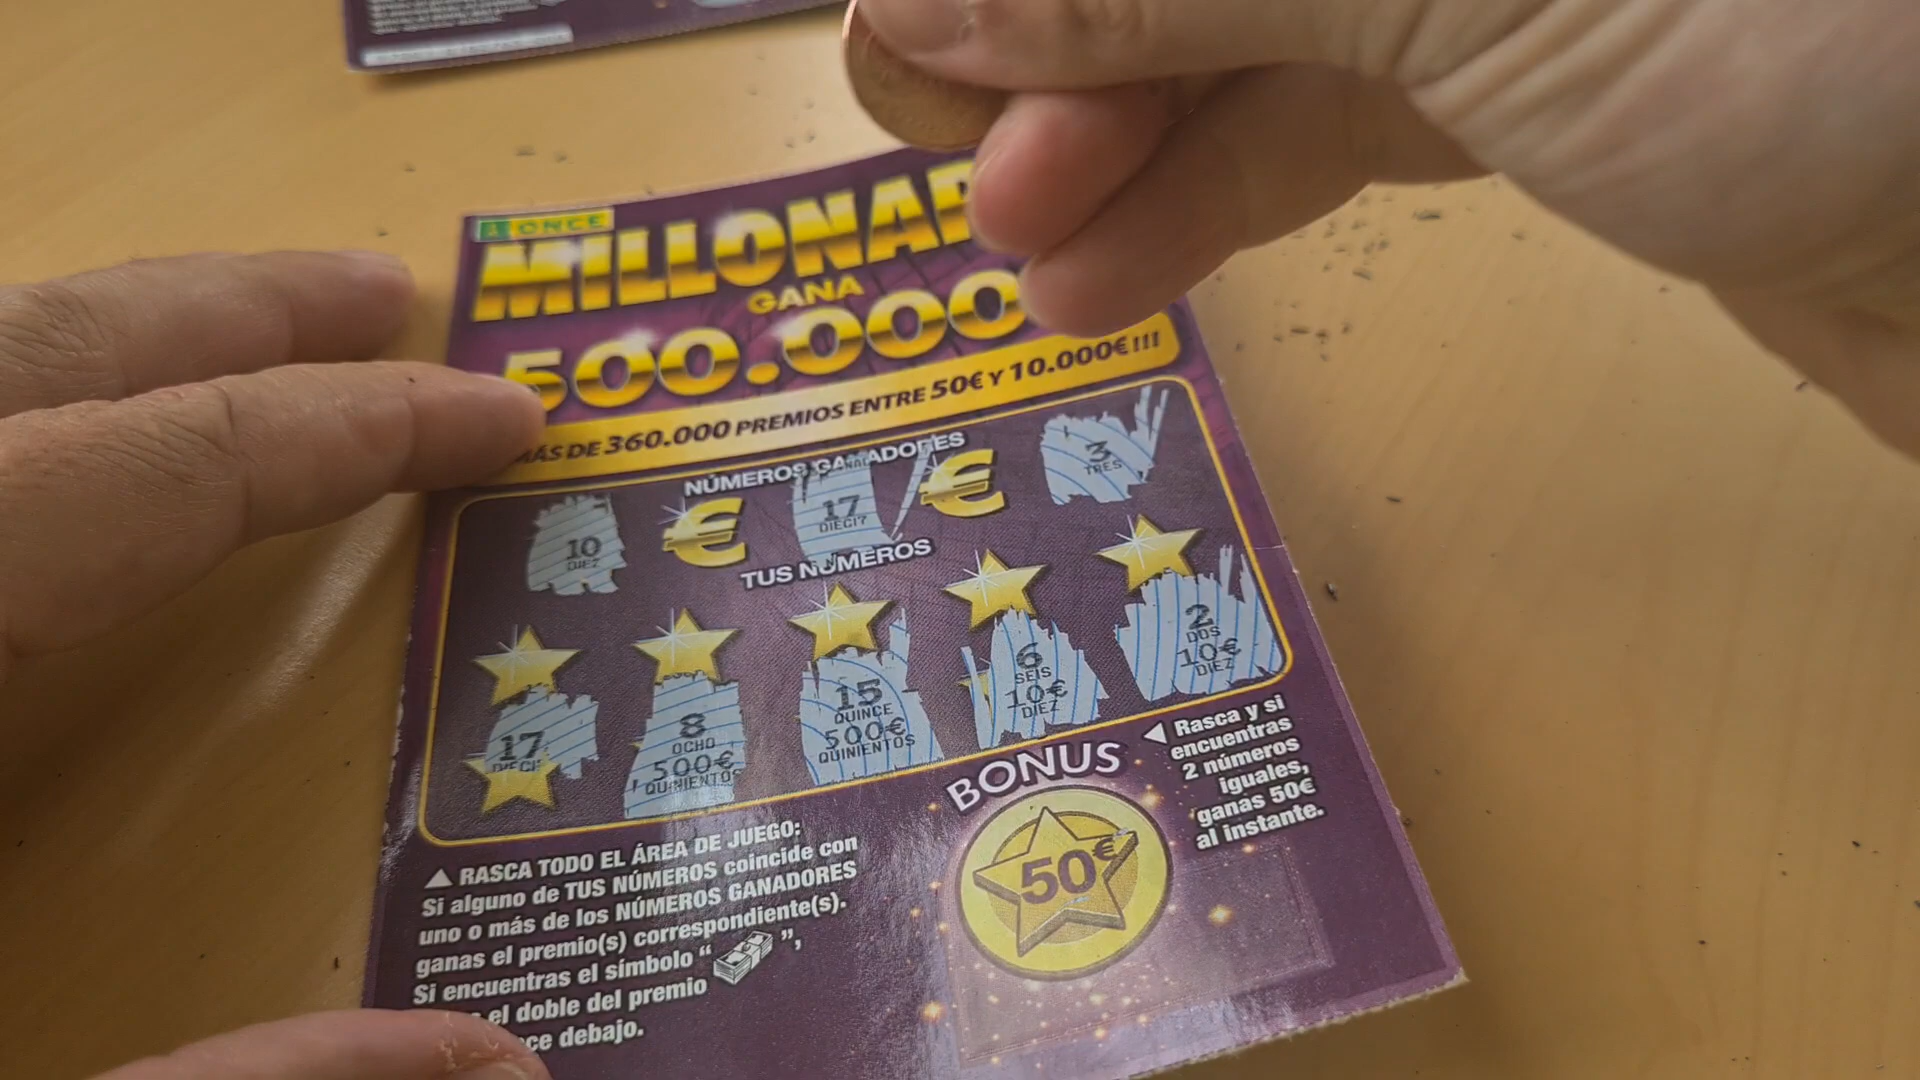 ONCE
MILLONAR
GANA
500.000
MÁS DE 360.000 PREMIOS ENTRE 50€ Y 10.000€!!!
NÚMEROS GANADORES
10
DIEZ
€
17
DIECI7
€
3
TRES
TUS NÚMEROS
17
DIECI7
8
OCHO
500€
QUINIENTOS
15
QUINCE
500€
QUINIENTOS
6
SEIS
10€
DIEZ
2
DOS
10€
DIEZ
▲ RASCA TODO EL ÁREA DE JUEGO:
Si alguno de TUS NÚMEROS coincide con
uno o más de los NÚMEROS GANADORES
ganas el premio(s) correspondiente(s).
Si encuentras el símbolo “ ”,
el doble del premio
debajo.
BONUS
50€
◀ Rasca y si
encuentras
2 números
iguales,
ganas 50€
al instante.